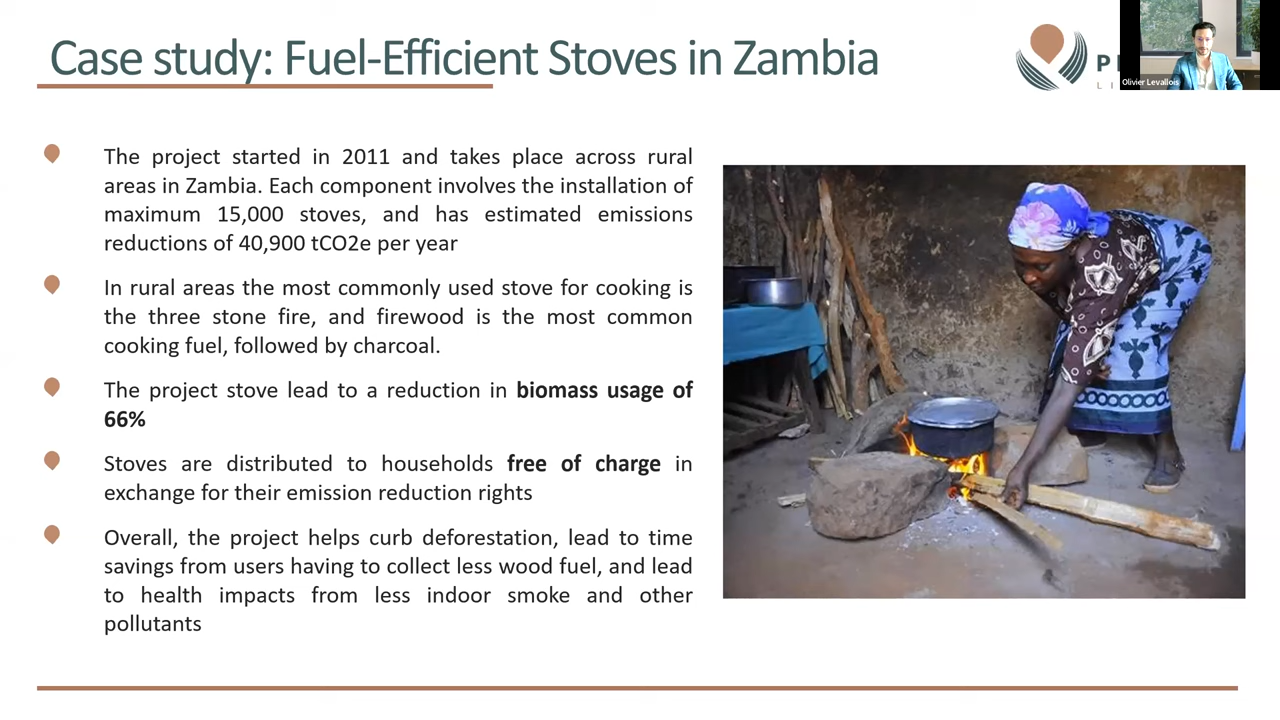 Case study: Fuel-Efficient Stoves in Zambia
Olivier Levallois
The project started in 2011 and takes place across rural
areas in Zambia. Each component involves the installation of
maximum 15,000 stoves, and has estimated emissions
reductions of 40,900 tCO2e per year
In rural areas the most commonly used stove for cooking is
the three stone fire, and firewood is the most common
cooking fuel, followed by charcoal.
The project stove lead to a reduction in biomass usage of
66%
Stoves are distributed to households free of charge in
exchange for their emission reduction rights
Overall, the project helps curb deforestation, lead to time
savings from users having to collect less wood fuel, and lead
to health impacts from less indoor smoke and other
pollutants